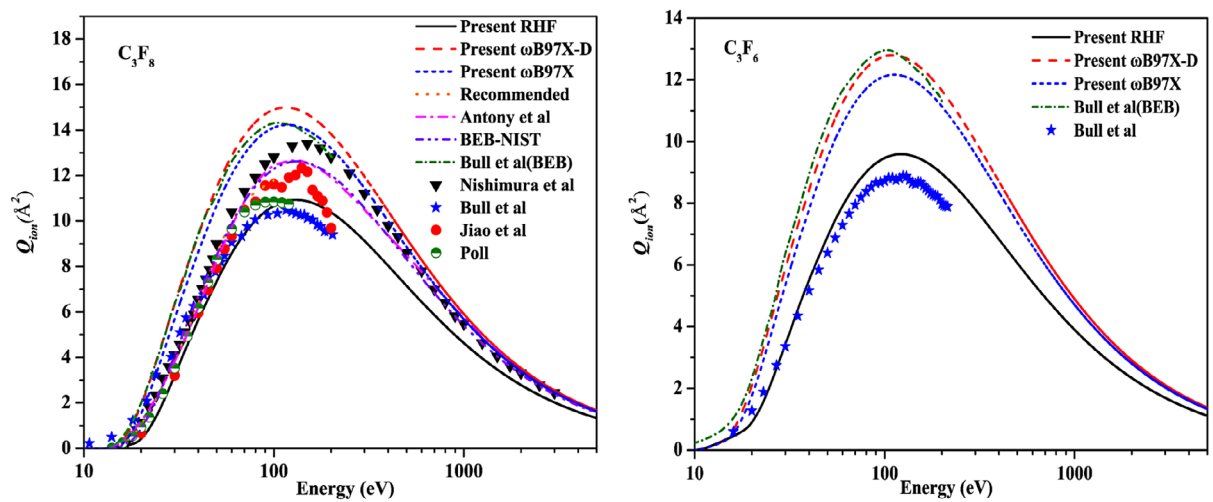 C₃F₈
Present RHF
Present ωB97X-D
Present ωB97X
Recommended
Antony et al
BEB-NIST
Bull et al(BEB)
Nishimura et al
Bull et al
Jiao et al
Poll
18
16
14
12
10
8
6
4
2
0
Qᵢₒₙ (Å²)
10
100
1000
Energy (eV)
C₃F₆
Present RHF
Present ωB97X-D
Present ωB97X
Bull et al(BEB)
Bull et al
14
12
10
8
6
4
2
0
Qᵢₒₙ (Å²)
10
100
1000
Energy (eV)